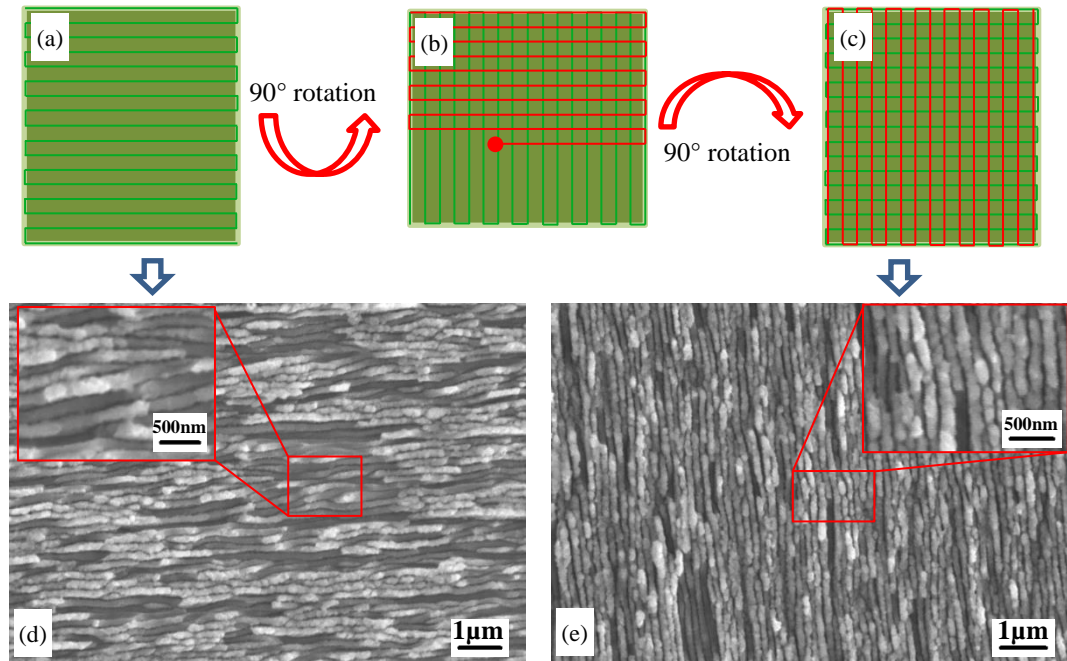 (a)
90° rotation
(b)
90° rotation
(c)
500nm
(d)
1μm
500nm
(e)
1μm